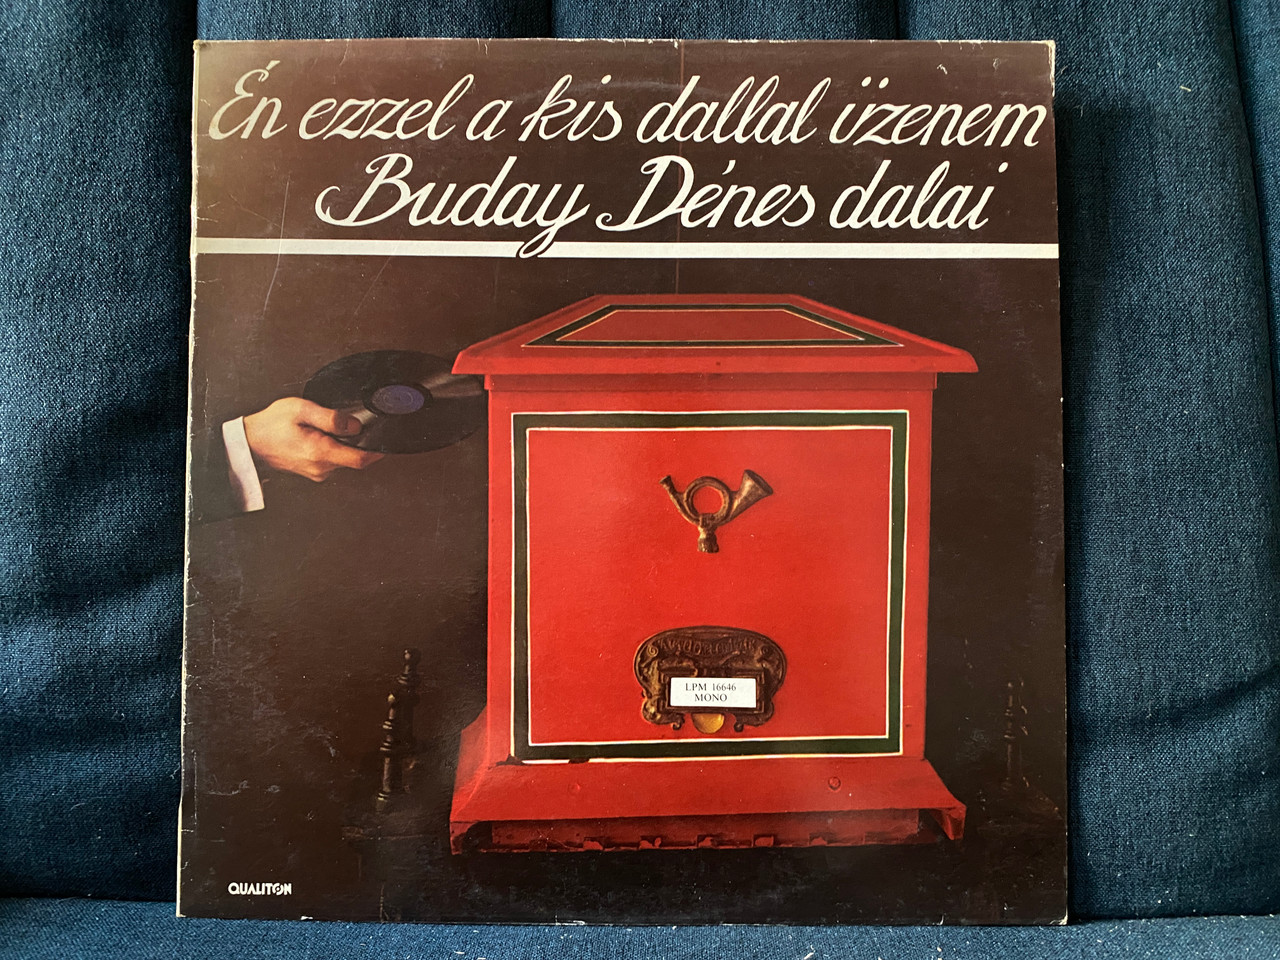 Én ezzel a kis dallal üzenem
Buday Dénes dalai
LPM 16646
MONO
QUALITON